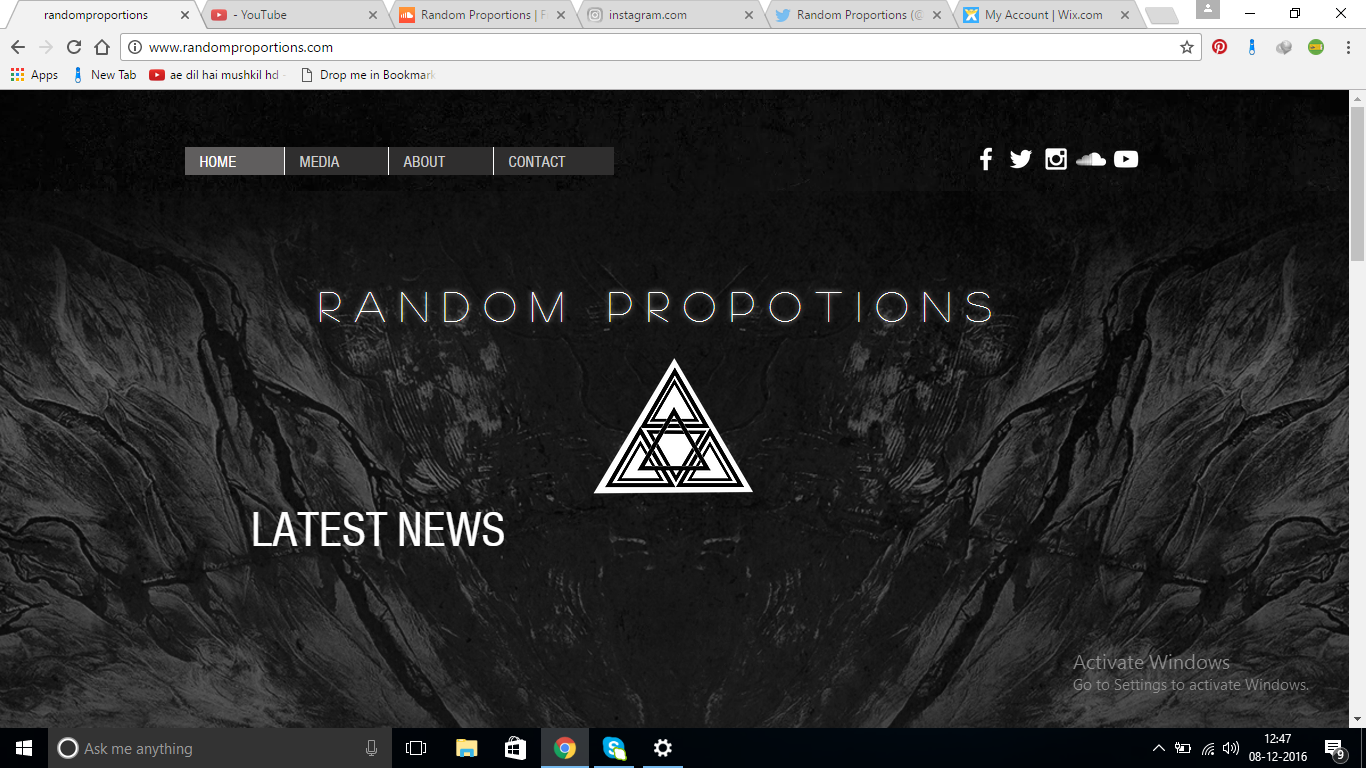 randomproportions
- YouTube
Random Proportions | F
instagram.com
Random Proportions (@
My Account | Wix.com
www.randomproportions.com
Apps
New Tab
ae dil hai mushkil hd -
Drop me in Bookmark
HOME
MEDIA
ABOUT
CONTACT
RANDOM PROPOTIONS
LATEST NEWS
Activate Windows
Go to Settings to activate Windows.
Ask me anything
12:47
08-12-2016
9